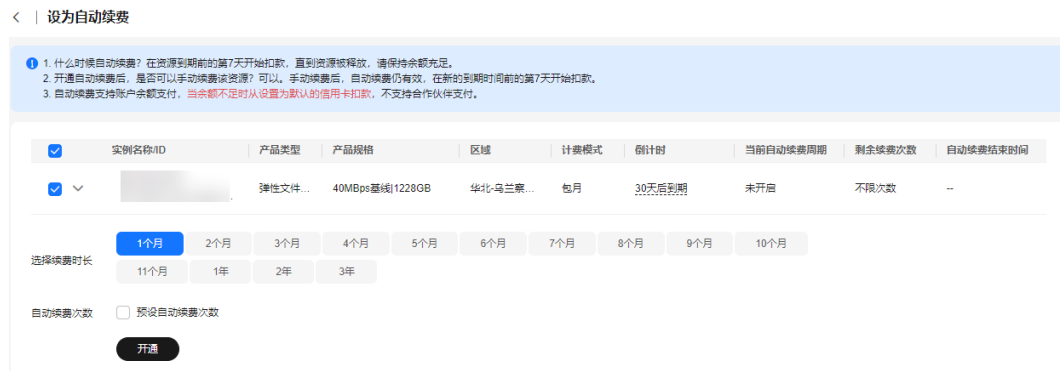 设为自动续费
1. 什么时候自动续费？在资源到期前的第7天开始扣款，直到资源被释放，请保持余额充足。
2. 开通自动续费后，是否可以手动续费该资源？可以。手动续费后，自动续费仍有效，在新的到期时间前的第7天开始扣款。
3. 自动续费支持账户余额支付，当余额不足时从设置为默认的信用卡扣款，不支持合作伙伴支付。
实例名称/ID 产品类型 产品规格 区域 计费模式 倒计时 当前自动续费周期 剩余续费次数 自动续费结束时间
弹性文件... 40MBps基线|1228GB 华北-乌兰察... 包月 30天后到期 未开启 不限次数 --
选择续费时长 1个月 2个月 3个月 4个月 5个月 6个月 7个月 8个月 9个月 10个月
11个月 1年 2年 3年
自动续费次数 预设自动续费次数
开通